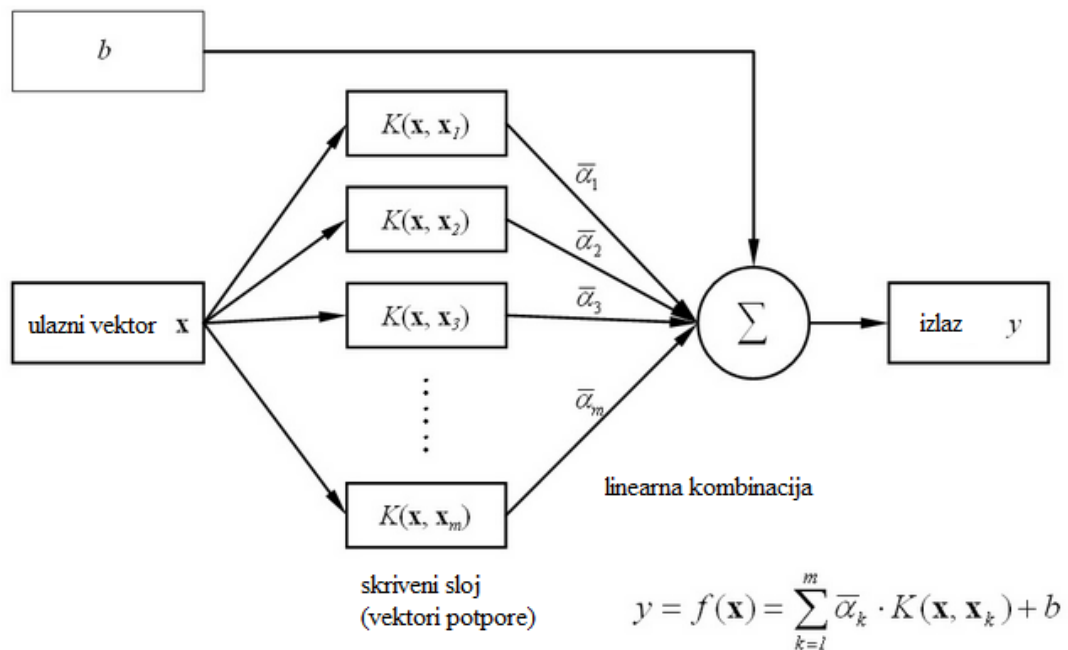 b
K(x, x₁)
ᾱ₁
K(x, x₂)
ᾱ₂
ulazni vektor x
K(x, x₃)
ᾱ₃
∑
izlaz y
ᾱₘ
K(x, xₘ)
linearna kombinacija
skriveni sloj
(vektori potpore)
y = f(x) = ∑_{k=1}^{m} ᾱₖ · K(x, xₖ) + b